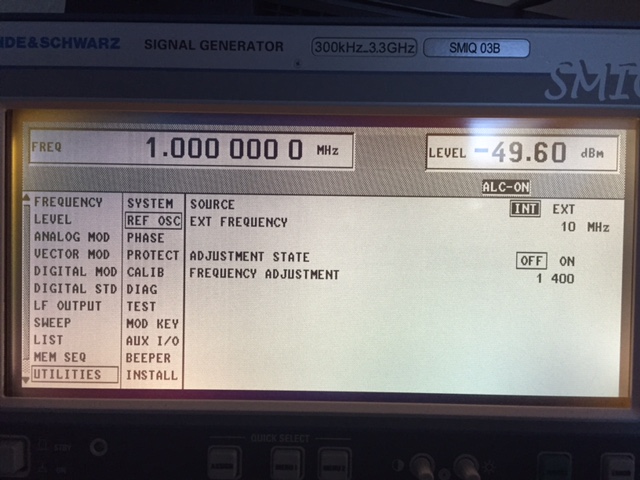 DE&SCHWARZ SIGNAL GENERATOR 300kHz...3.3GHz SMIQ 03B
SMIQ
FREQ 1.000 000 0 MHz LEVEL -49.60 dBm
ALC-ON
FREQUENCY SYSTEM SOURCE INT EXT
LEVEL REF OSC EXT FREQUENCY 10 MHz
ANALOG MOD PHASE
VECTOR MOD PROTECT ADJUSTMENT STATE OFF ON
DIGITAL MOD CALIB FREQUENCY ADJUSTMENT 1 400
DIGITAL STD DIAG
LF OUTPUT TEST
SWEEP MOD KEY
LIST AUX I/O
MEM SEQ BEEPER
UTILITIES INSTALL
QUICK SELECT